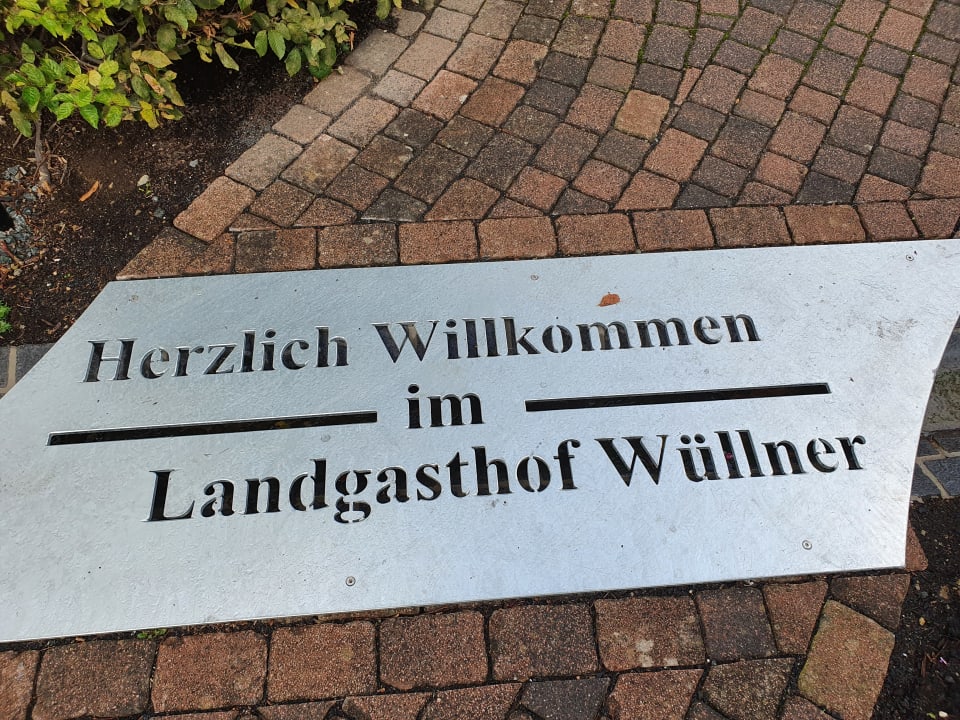 Herzlich Willkommen
im
Landgasthof Wüllner